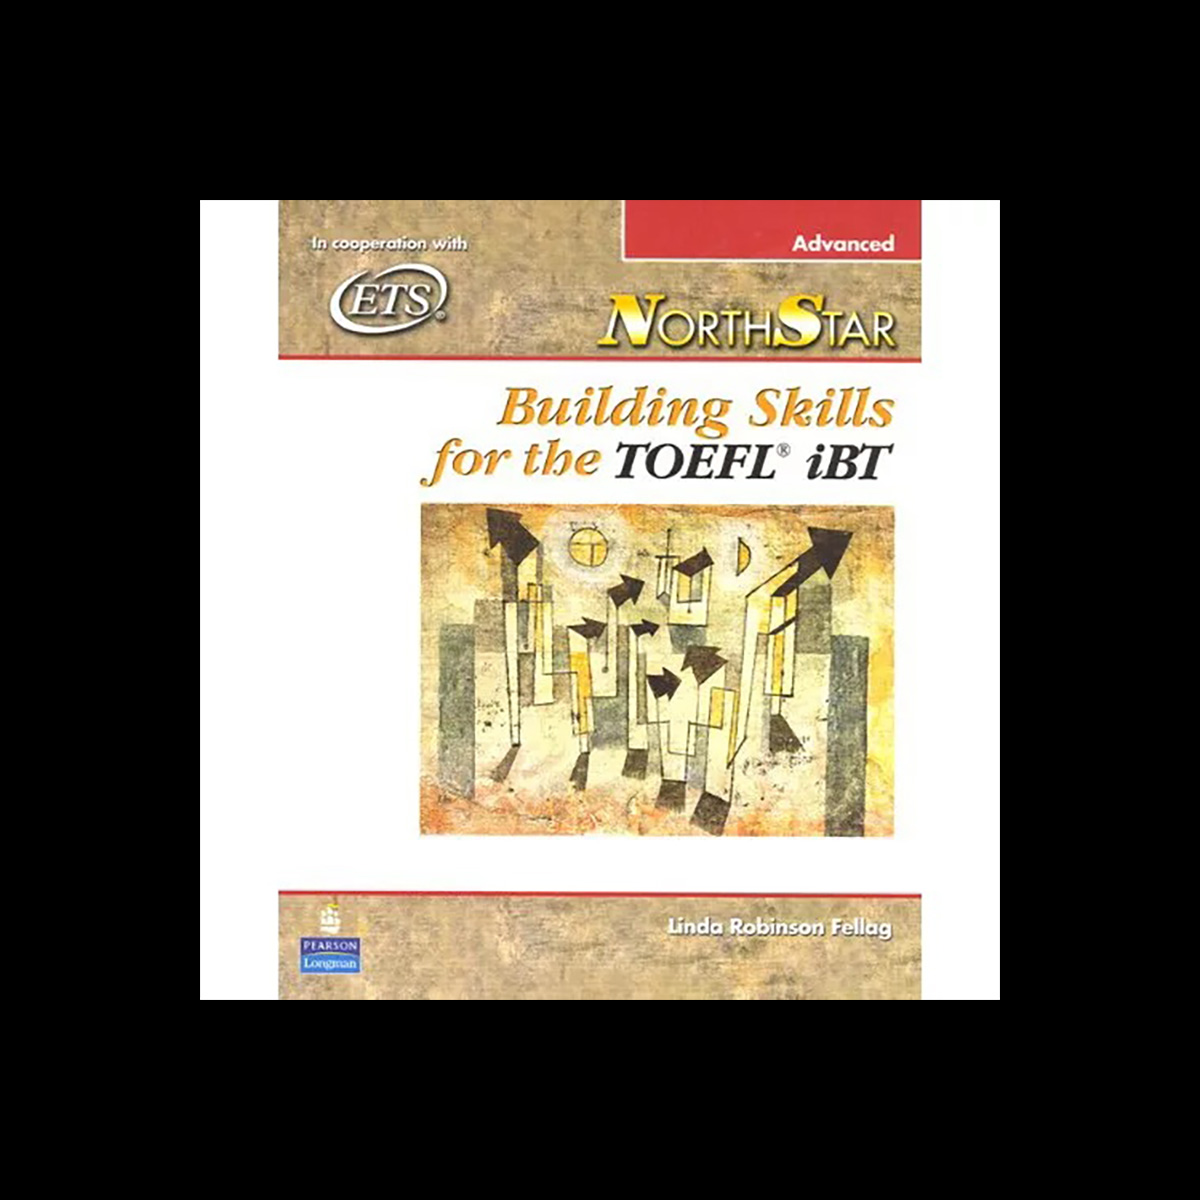 In cooperation with
Advanced
ETS®
NORTHSTAR
Building Skills
for the TOEFL® iBT
Linda Robinson Fellag
PEARSON
Longman